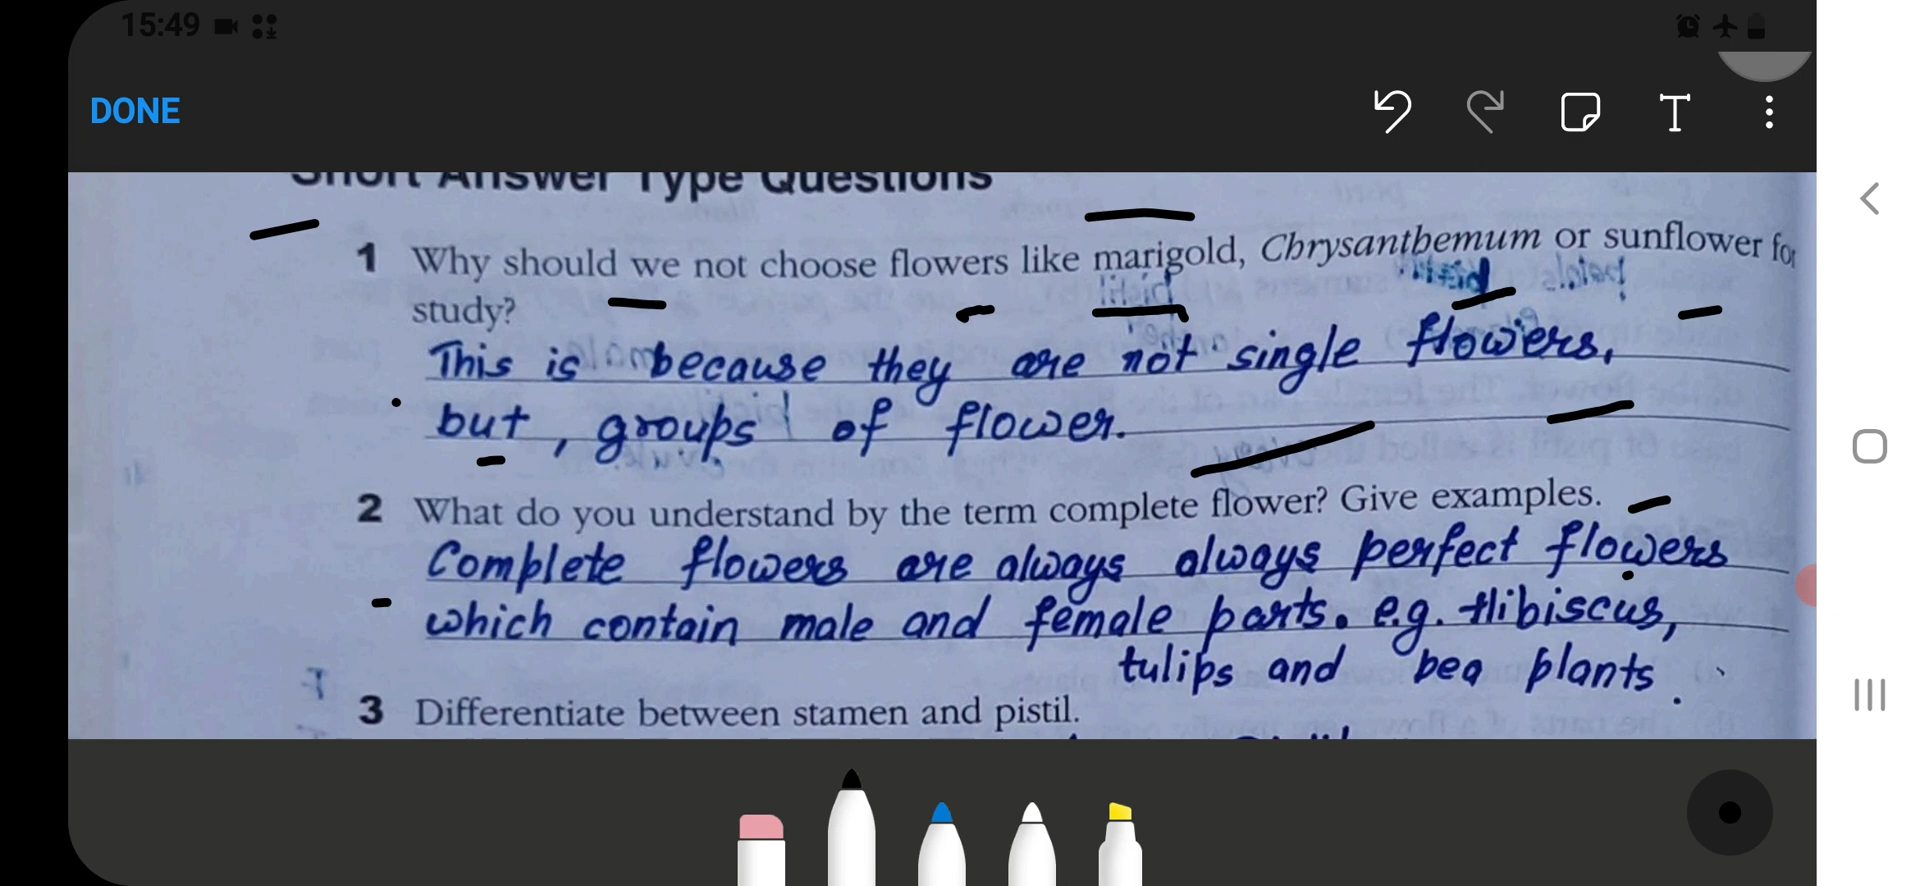 15:49
DONE
T
Short Answer Type Questions
1 Why should we not choose flowers like marigold, Chrysanthemum or sunflower for
study?
This is because they are not single flowers,
but, groups of flower.
2 What do you understand by the term complete flower? Give examples.
Complete flowers are always always perfect flowers
which contain male and female parts. e.g. Hibiscus,
tulips and bea plants.
3 Differentiate between stamen and pistil.